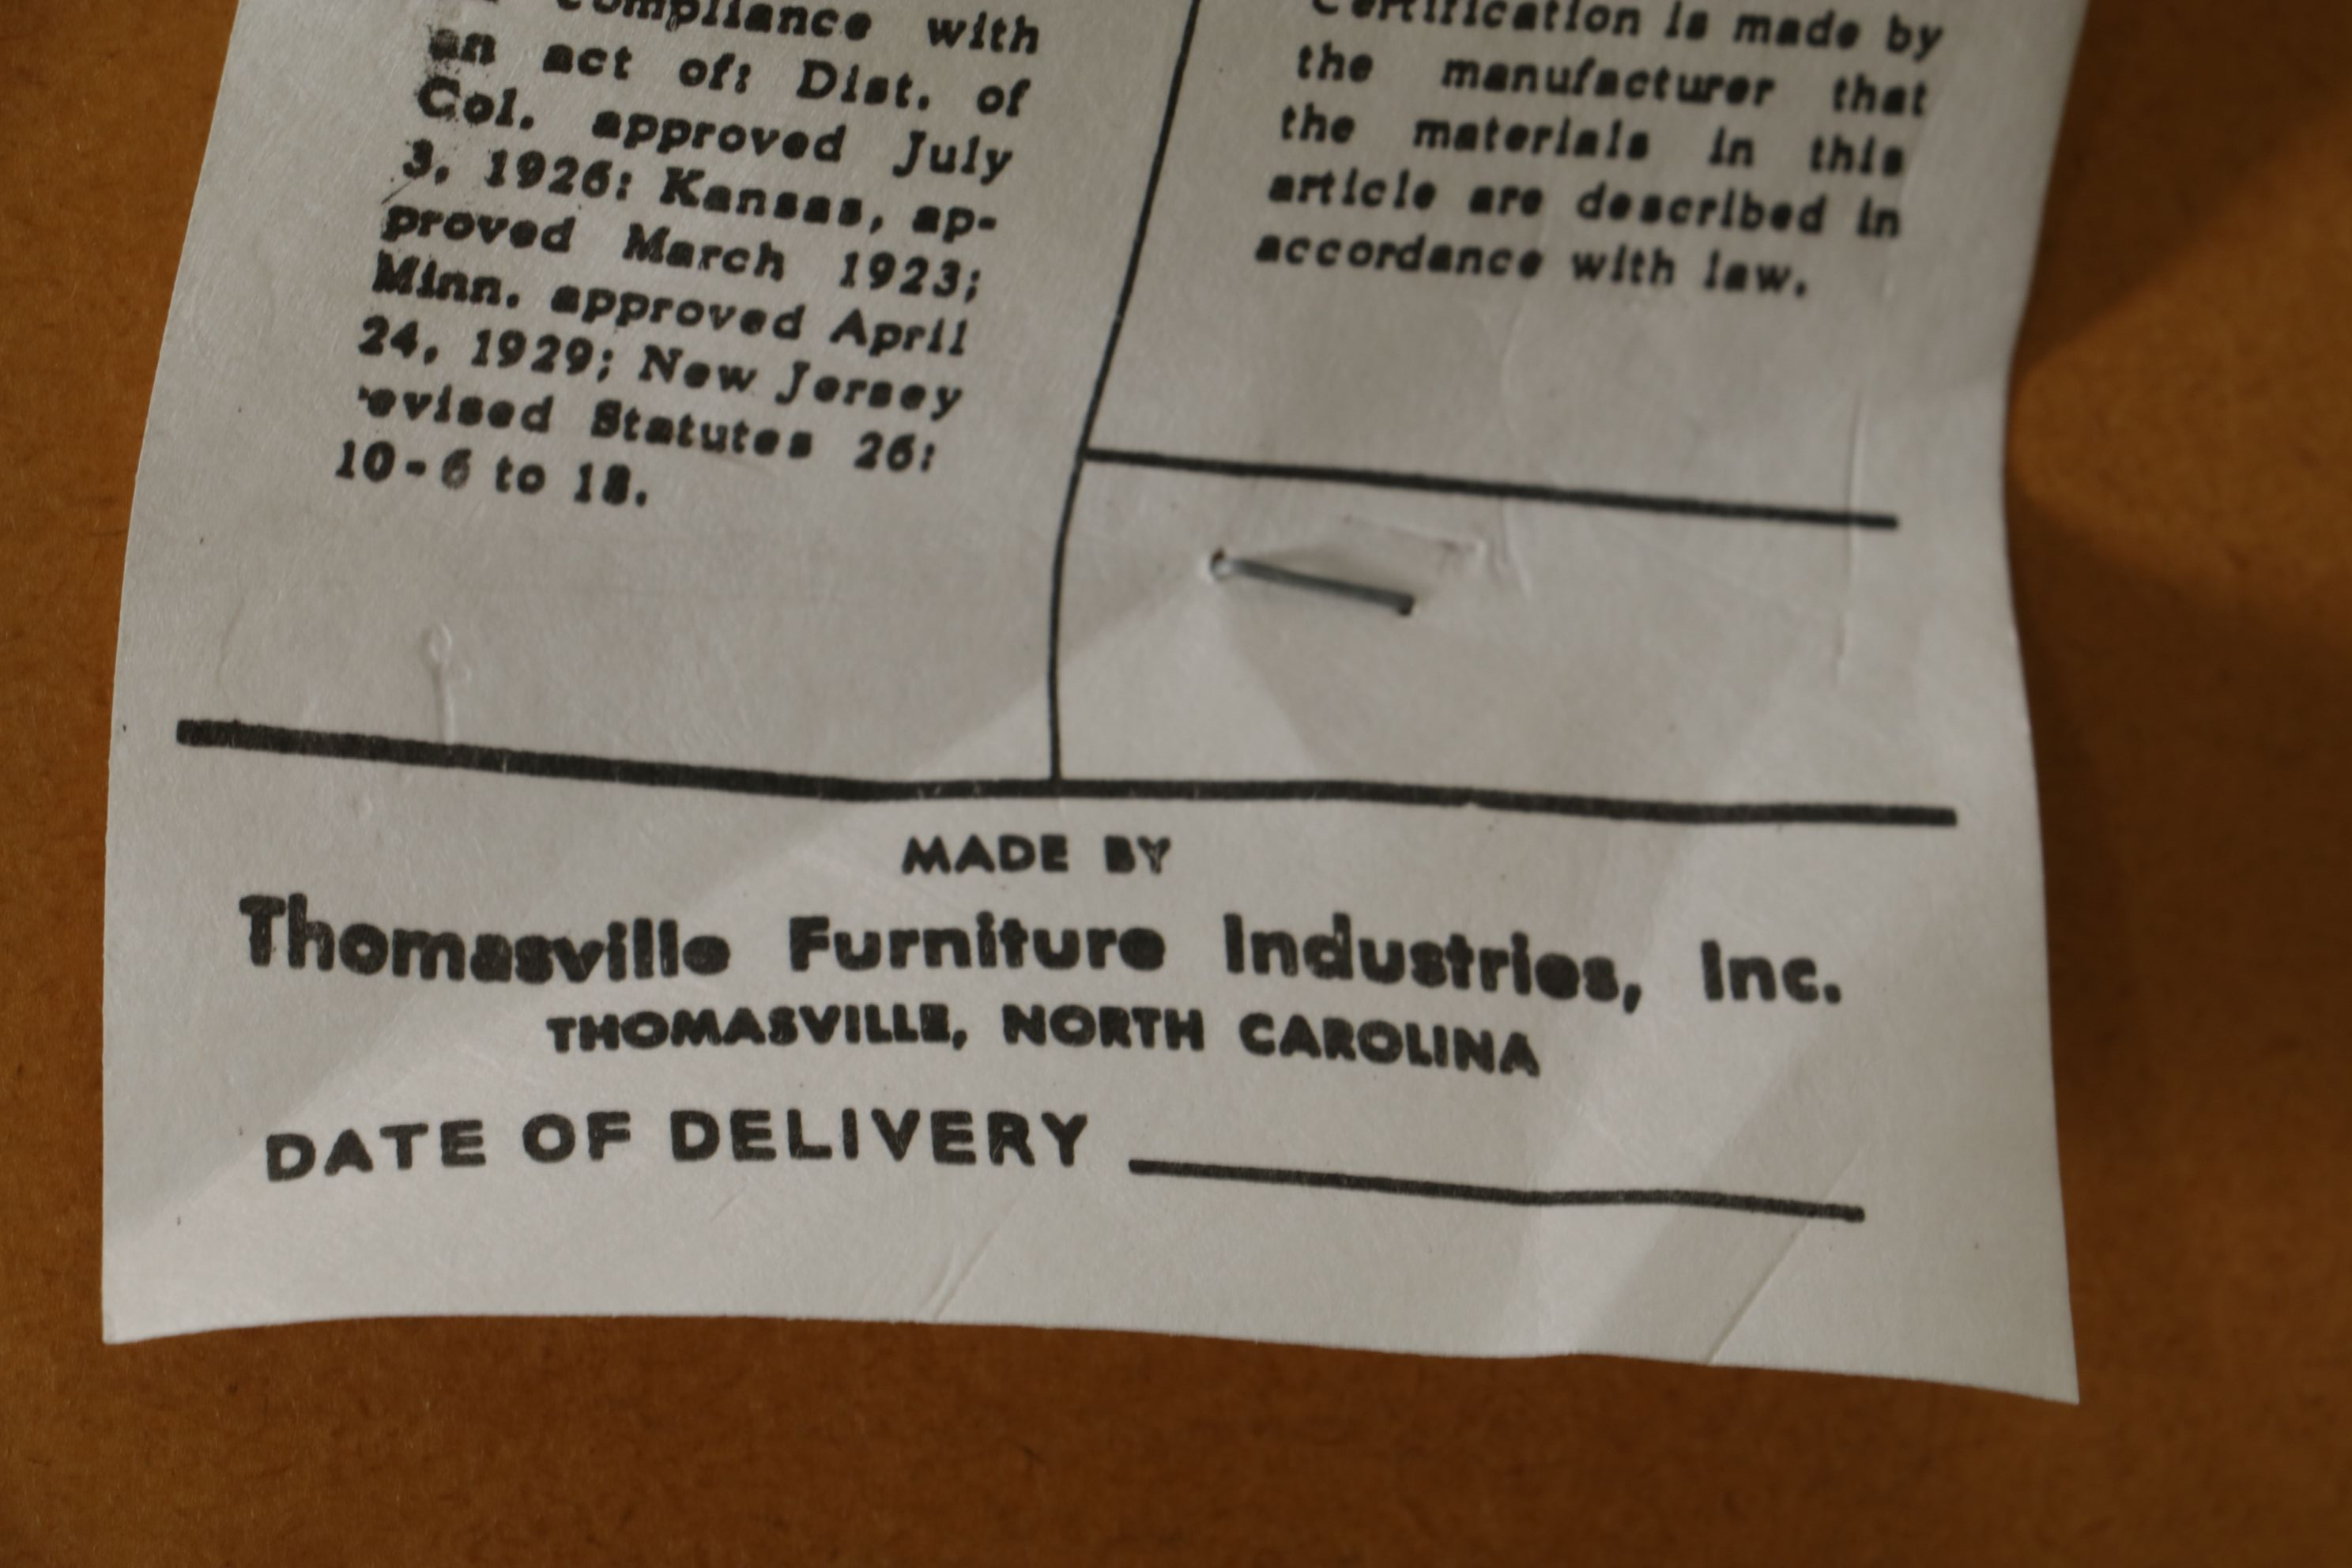 compliance with
an act of: Dist. of
Col. approved July
3, 1926: Kansas, ap-
proved March 1923;
Minn. approved April
24, 1929; New Jersey
evised Statutes 26:
10-6 to 18.
Certification is made by
the manufacturer that
the materials in this
article are described in
accordance with law.
MADE BY
Thomasville Furniture Industries, Inc.
THOMASVILLE, NORTH CAROLINA
DATE OF DELIVERY